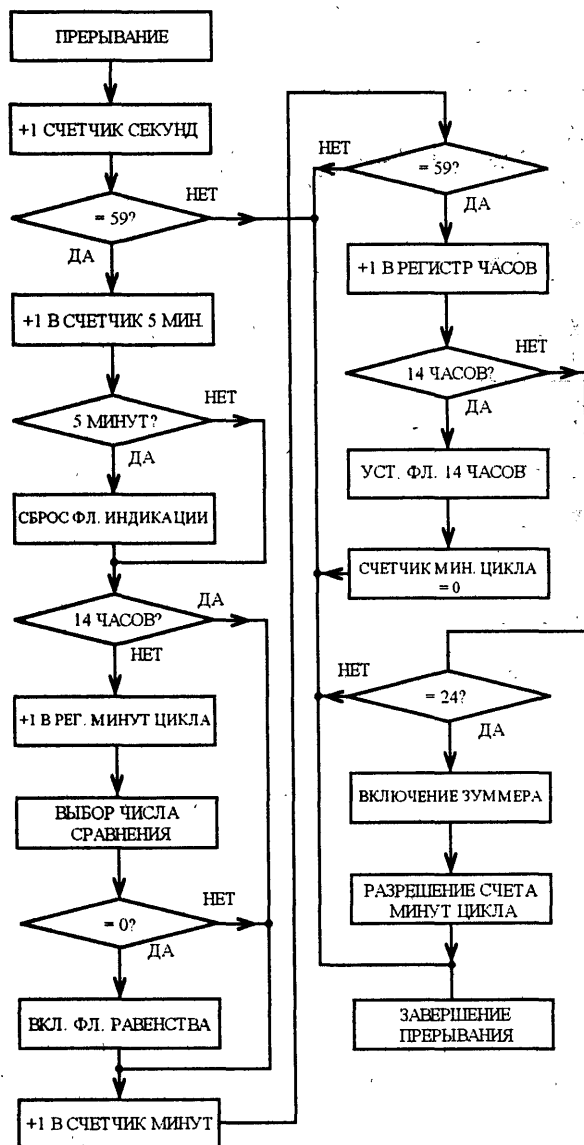 ПРЕРЫВАНИЕ
+1 СЧЕТЧИК СЕКУНД
= 59?
НЕТ
ДА
+1 В СЧЕТЧИК 5 МИН.
5 МИНУТ?
НЕТ
ДА
СБРОС ФЛ. ИНДИКАЦИИ
14 ЧАСОВ?
ДА
НЕТ
+1 В РЕГ. МИНУТ ЦИКЛА
ВЫБОР ЧИСЛА
СРАВНЕНИЯ
= 0?
НЕТ
ДА
ВКЛ. ФЛ. РАВЕНСТВА
+1 В СЧЕТЧИК МИНУТ
НЕТ
= 59?
ДА
+1 В РЕГИСТР ЧАСОВ
14 ЧАСОВ?
НЕТ
ДА
УСТ. ФЛ. 14 ЧАСОВ
СЧЕТЧИК МИН. ЦИКЛА
= 0
НЕТ
= 24?
ДА
ВКЛЮЧЕНИЕ ЗУММЕРА
РАЗРЕШЕНИЕ СЧЕТА
МИНУТ ЦИКЛА
ЗАВЕРШЕНИЕ
ПРЕРЫВАНИЯ